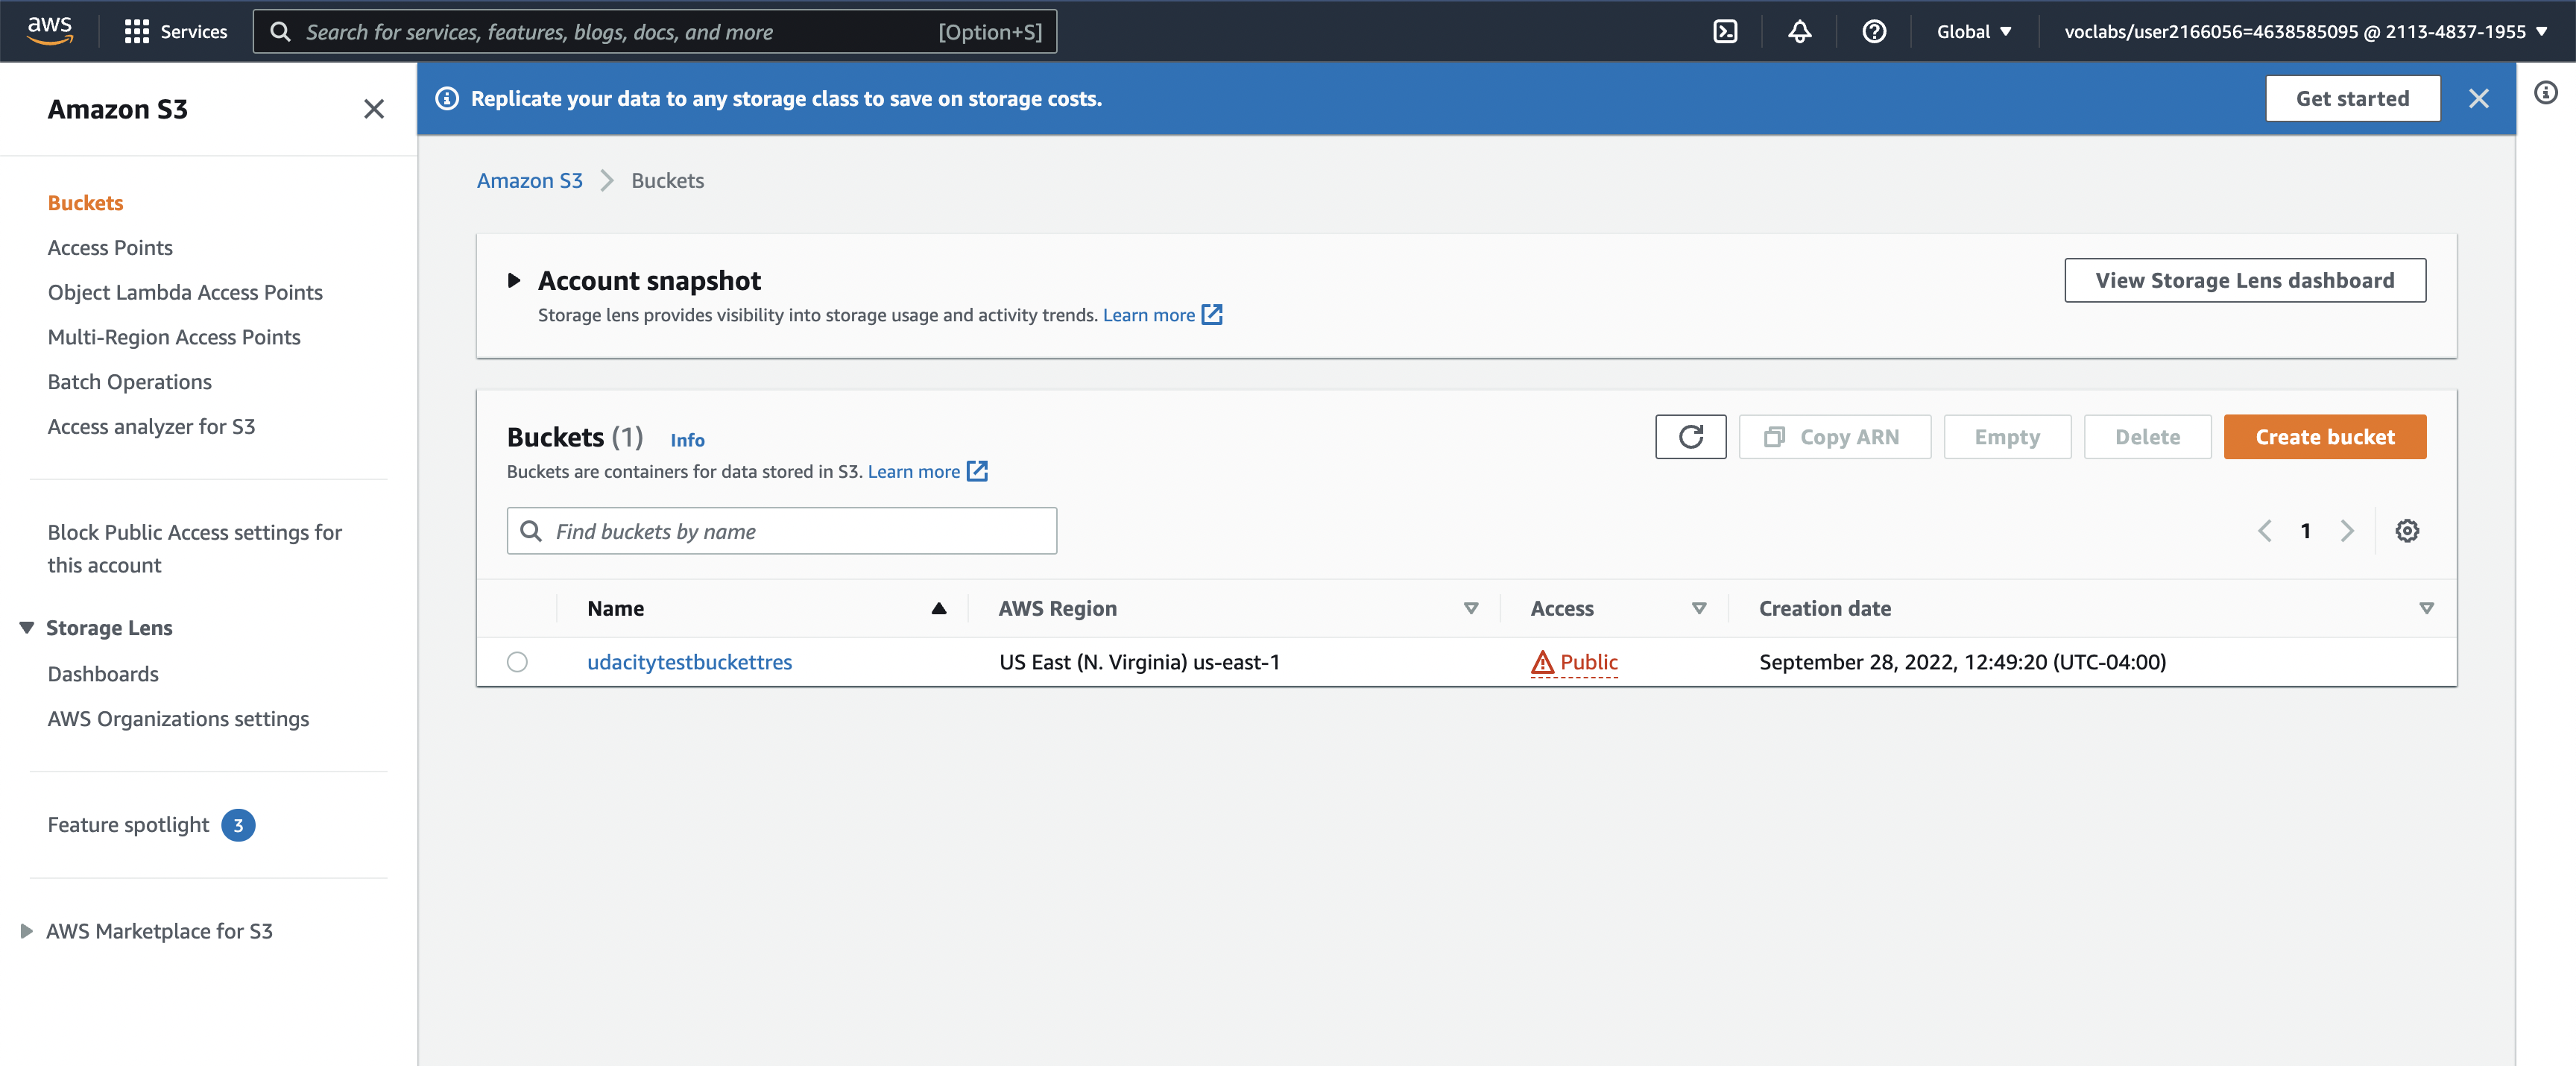 aws
Services
Search for services, features, blogs, docs, and more
[Option+S]
Global
voclabs/user2166056=4638585095 @ 2113-4837-1955
Amazon S3
Replicate your data to any storage class to save on storage costs.
Get started
Buckets
Access Points
Object Lambda Access Points
Multi-Region Access Points
Batch Operations
Access analyzer for S3
Block Public Access settings for
this account
Storage Lens
Dashboards
AWS Organizations settings
Feature spotlight 3
AWS Marketplace for S3
Amazon S3 Buckets
Account snapshot
View Storage Lens dashboard
Storage lens provides visibility into storage usage and activity trends. Learn more
Buckets (1) Info
Copy ARN
Empty
Delete
Create bucket
Buckets are containers for data stored in S3. Learn more
Find buckets by name
1
Name AWS Region Access Creation date
udacitytestbuckettres US East (N. Virginia) us-east-1 Public September 28, 2022, 12:49:20 (UTC-04:00)